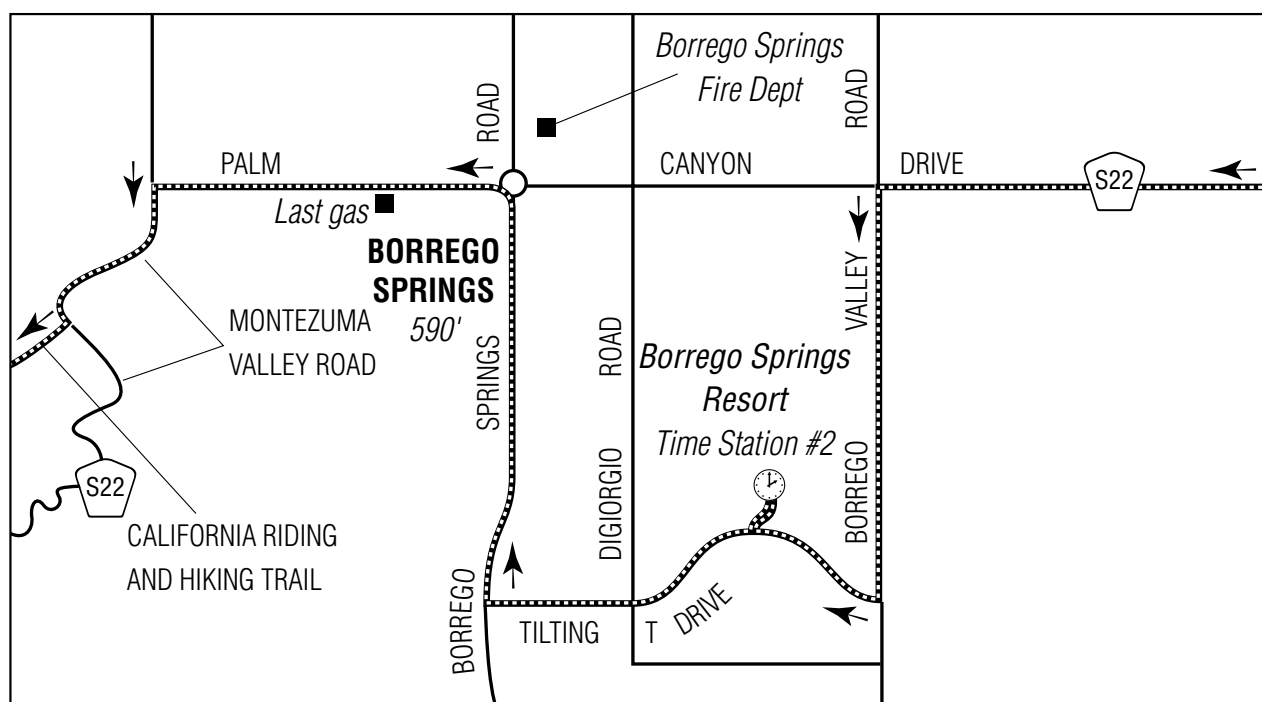 Borrego Springs
Fire Dept
ROAD
ROAD
PALM
CANYON
DRIVE
S22
Last gas
BORREGO
SPRINGS
590'
VALLEY
MONTEZUMA
VALLEY ROAD
SPRINGS
ROAD
Borrego Springs
Resort
Time Station #2
S22
DIGIORGIO
BORREGO
CALIFORNIA RIDING
AND HIKING TRAIL
BORREGO
TILTING
T
DRIVE